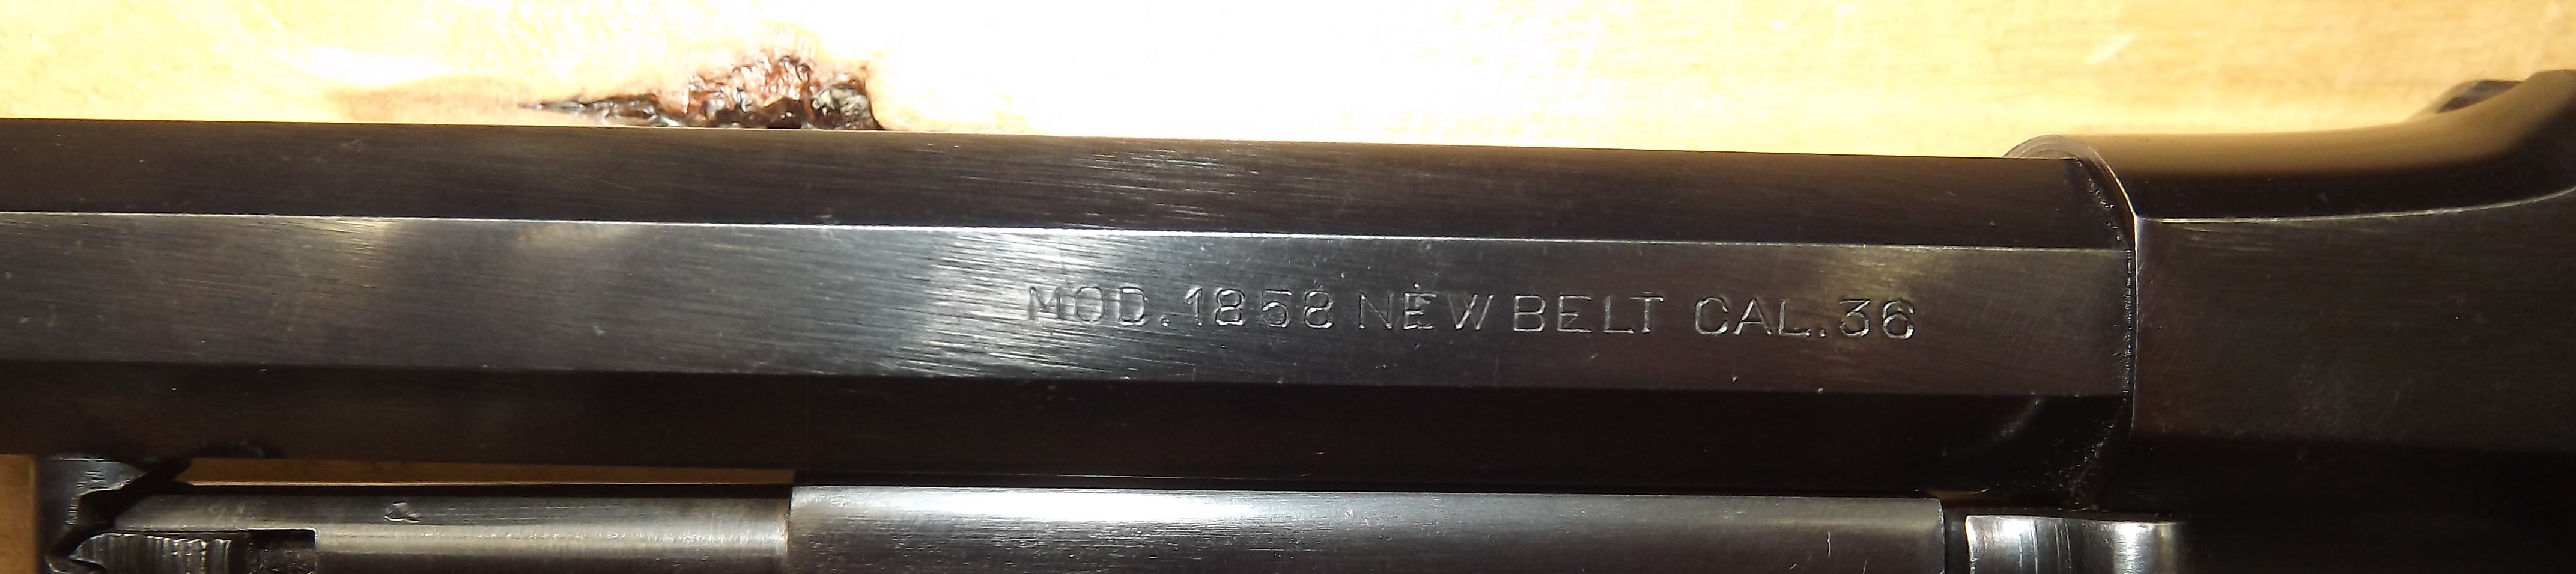 MOD. 1858 NEW BELT CAL. 36